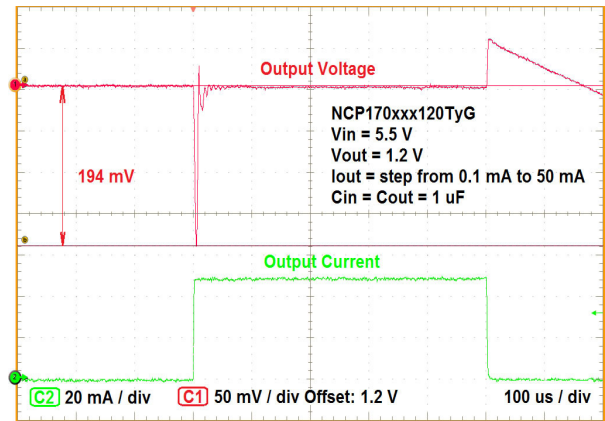 Output Voltage
NCP170xxx120TyG
Vin = 5.5 V
Vout = 1.2 V
194 mV
Iout = step from 0.1 mA to 50 mA
Cin = Cout = 1 uF
Output Current
C2 20 mA / div C1 50 mV / div Offset: 1.2 V 100 us / div